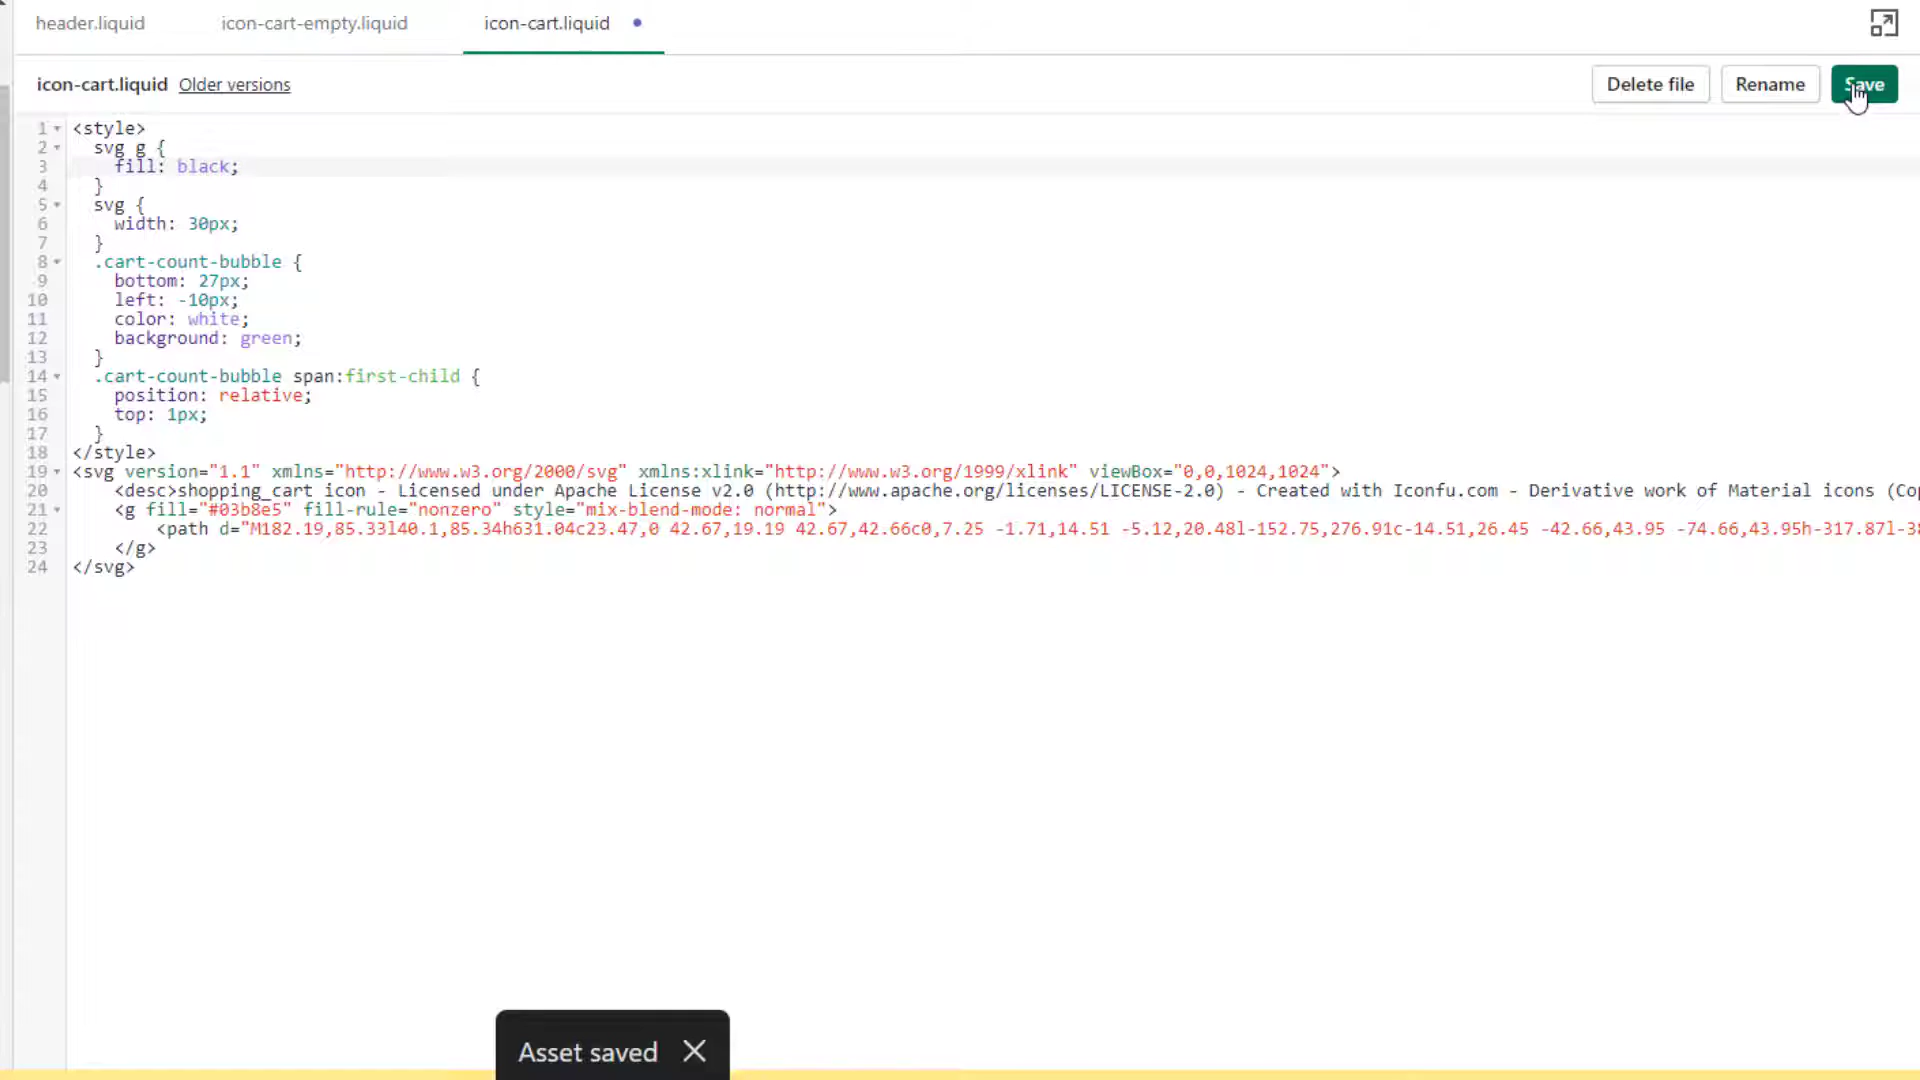 header.liquid icon-cart-empty.liquid icon-cart.liquid
icon-cart.liquid Older versions Delete file Rename Save
1 <style>
2 svg g {
3 fill: black;
4 }
5 svg {
6 width: 30px;
7 }
8 .cart-count-bubble {
9 bottom: 27px;
10 left: -10px;
11 color: white;
12 background: green;
13 }
14 .cart-count-bubble span:first-child {
15 position: relative;
16 top: 1px;
17 }
18 </style>
19 <svg version="1.1" xmlns="http://www.w3.org/2000/svg" xmlns:xlink="http://www.w3.org/1999/xlink" viewBox="0,0,1024,1024">
20 <desc>shopping_cart icon - Licensed under Apache License v2.0 (http://www.apache.org/licenses/LICENSE-2.0) - Created with Iconfu.com - Derivative work of Material icons (Cop
21 <g fill="#03b8e5" fill-rule="nonzero" style="mix-blend-mode: normal">
22 <path d="M182.19,85.33l40.1,85.34h631.04c23.47,0 42.67,19.19 42.67,42.66c0,7.25 -1.71,14.51 -5.12,20.48l-152.75,276.91c-14.51,26.45 -42.66,43.95 -74.66,43.95h-317.87l-38
23 </g>
24 </svg>
Asset saved